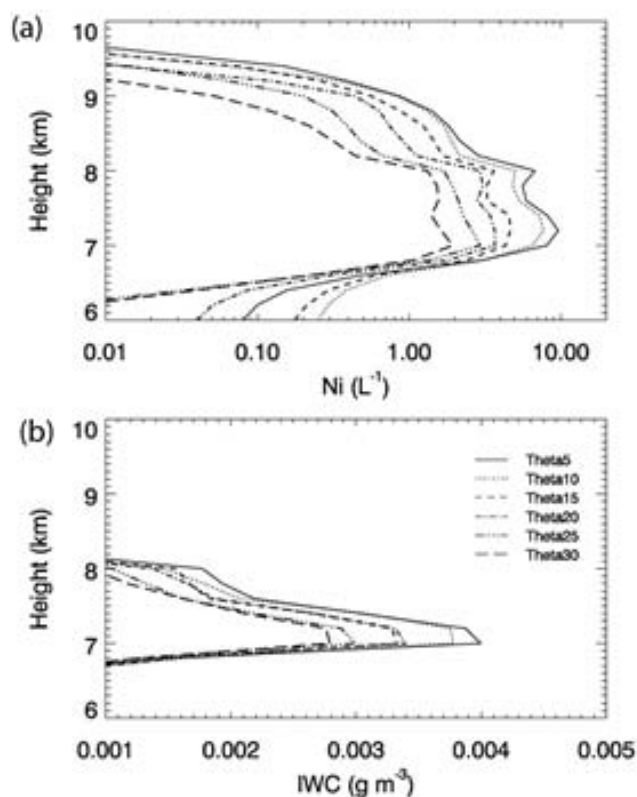 (a)
10
9
8
7
6
Height (km)
0.01 0.10 1.00 10.00
Ni (L⁻¹)
(b)
10
9
8
7
6
Height (km)
Theta5
Theta10
Theta15
Theta20
Theta25
Theta30
0.001 0.002 0.003 0.004 0.005
IWC (g m⁻³)